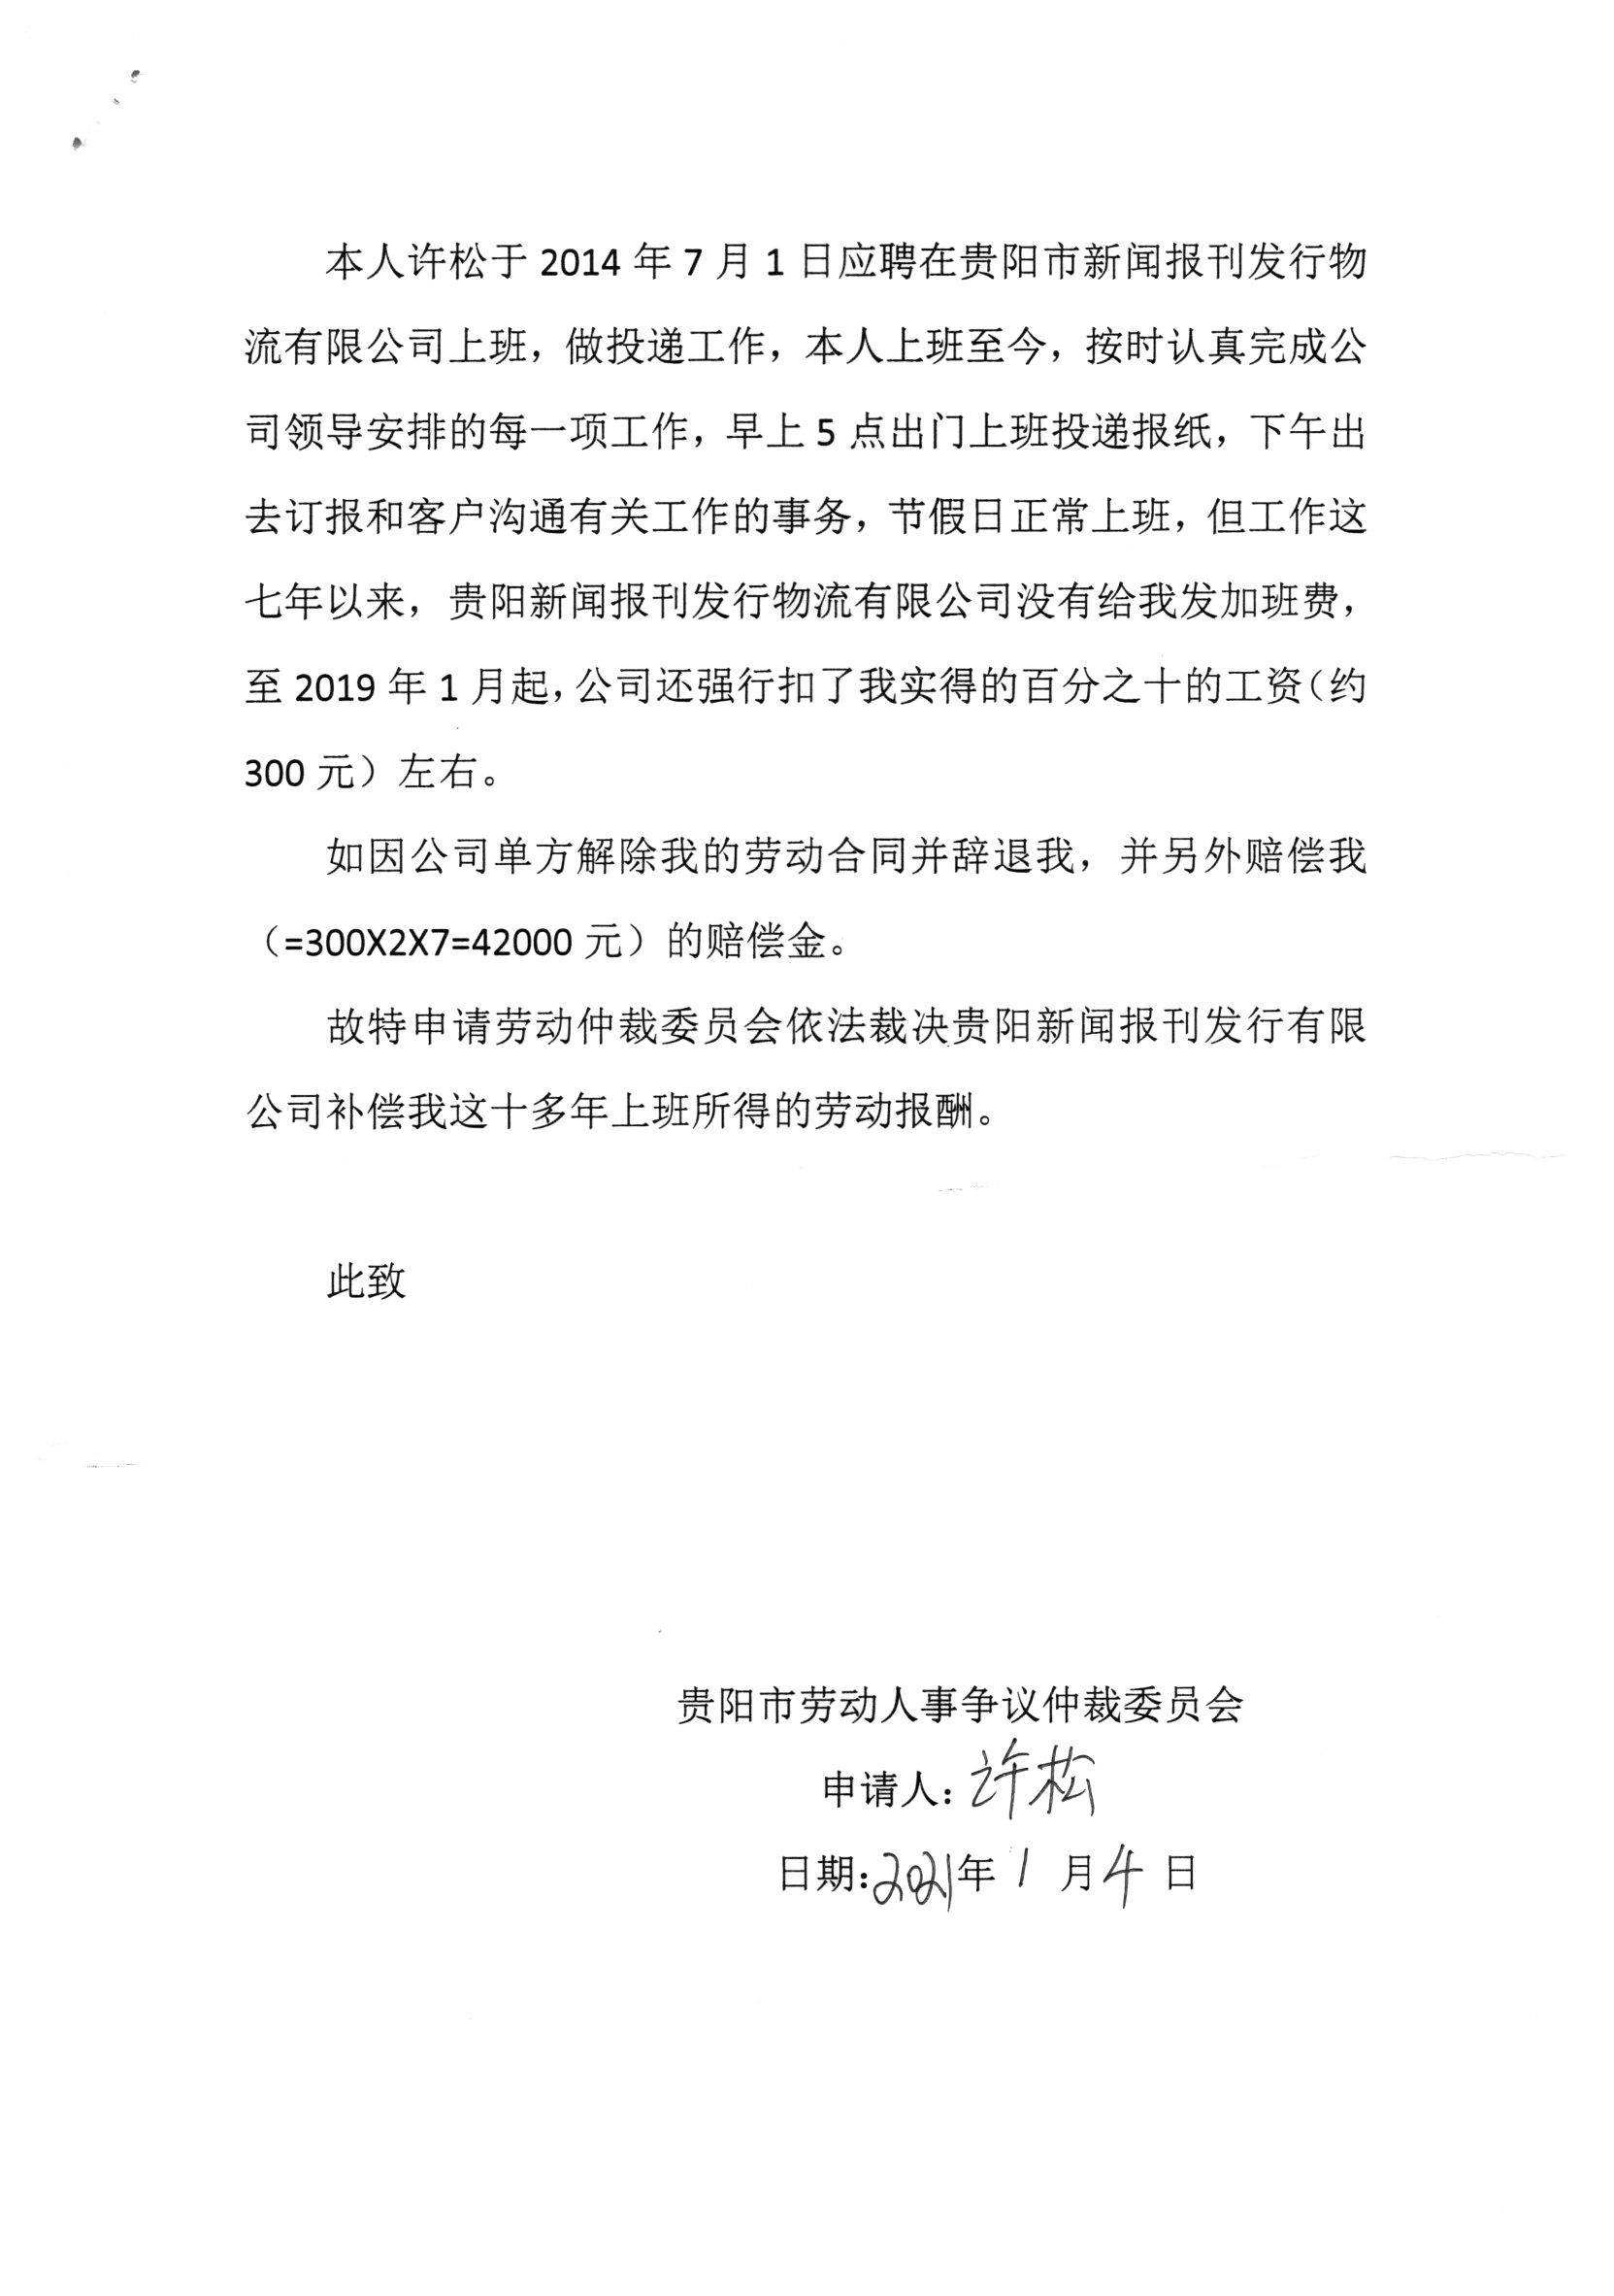 本人许松于 2014 年 7 月 1 日应聘在贵阳市新闻报刊发行物
流有限公司上班，做投递工作，本人上班至今，按时认真完成公
司领导安排的每一项工作，早上 5 点出门上班投递报纸，下午出
去订报和客户沟通有关工作的事务，节假日正常上班，但工作这
七年以来，贵阳新闻报刊发行物流有限公司没有给我发加班费，
至 2019 年 1 月起，公司还强行扣了我实得的百分之十的工资（约
300 元）左右。
如因公司单方解除我的劳动合同并辞退我，并另外赔偿我
（=300X2X7=42000 元）的赔偿金。
故特申请劳动仲裁委员会依法裁决贵阳新闻报刊发行有限
公司补偿我这十多年上班所得的劳动报酬。
此致
贵阳市劳动人事争议仲裁委员会
申请人：许松
日期：2021年 1 月 4 日